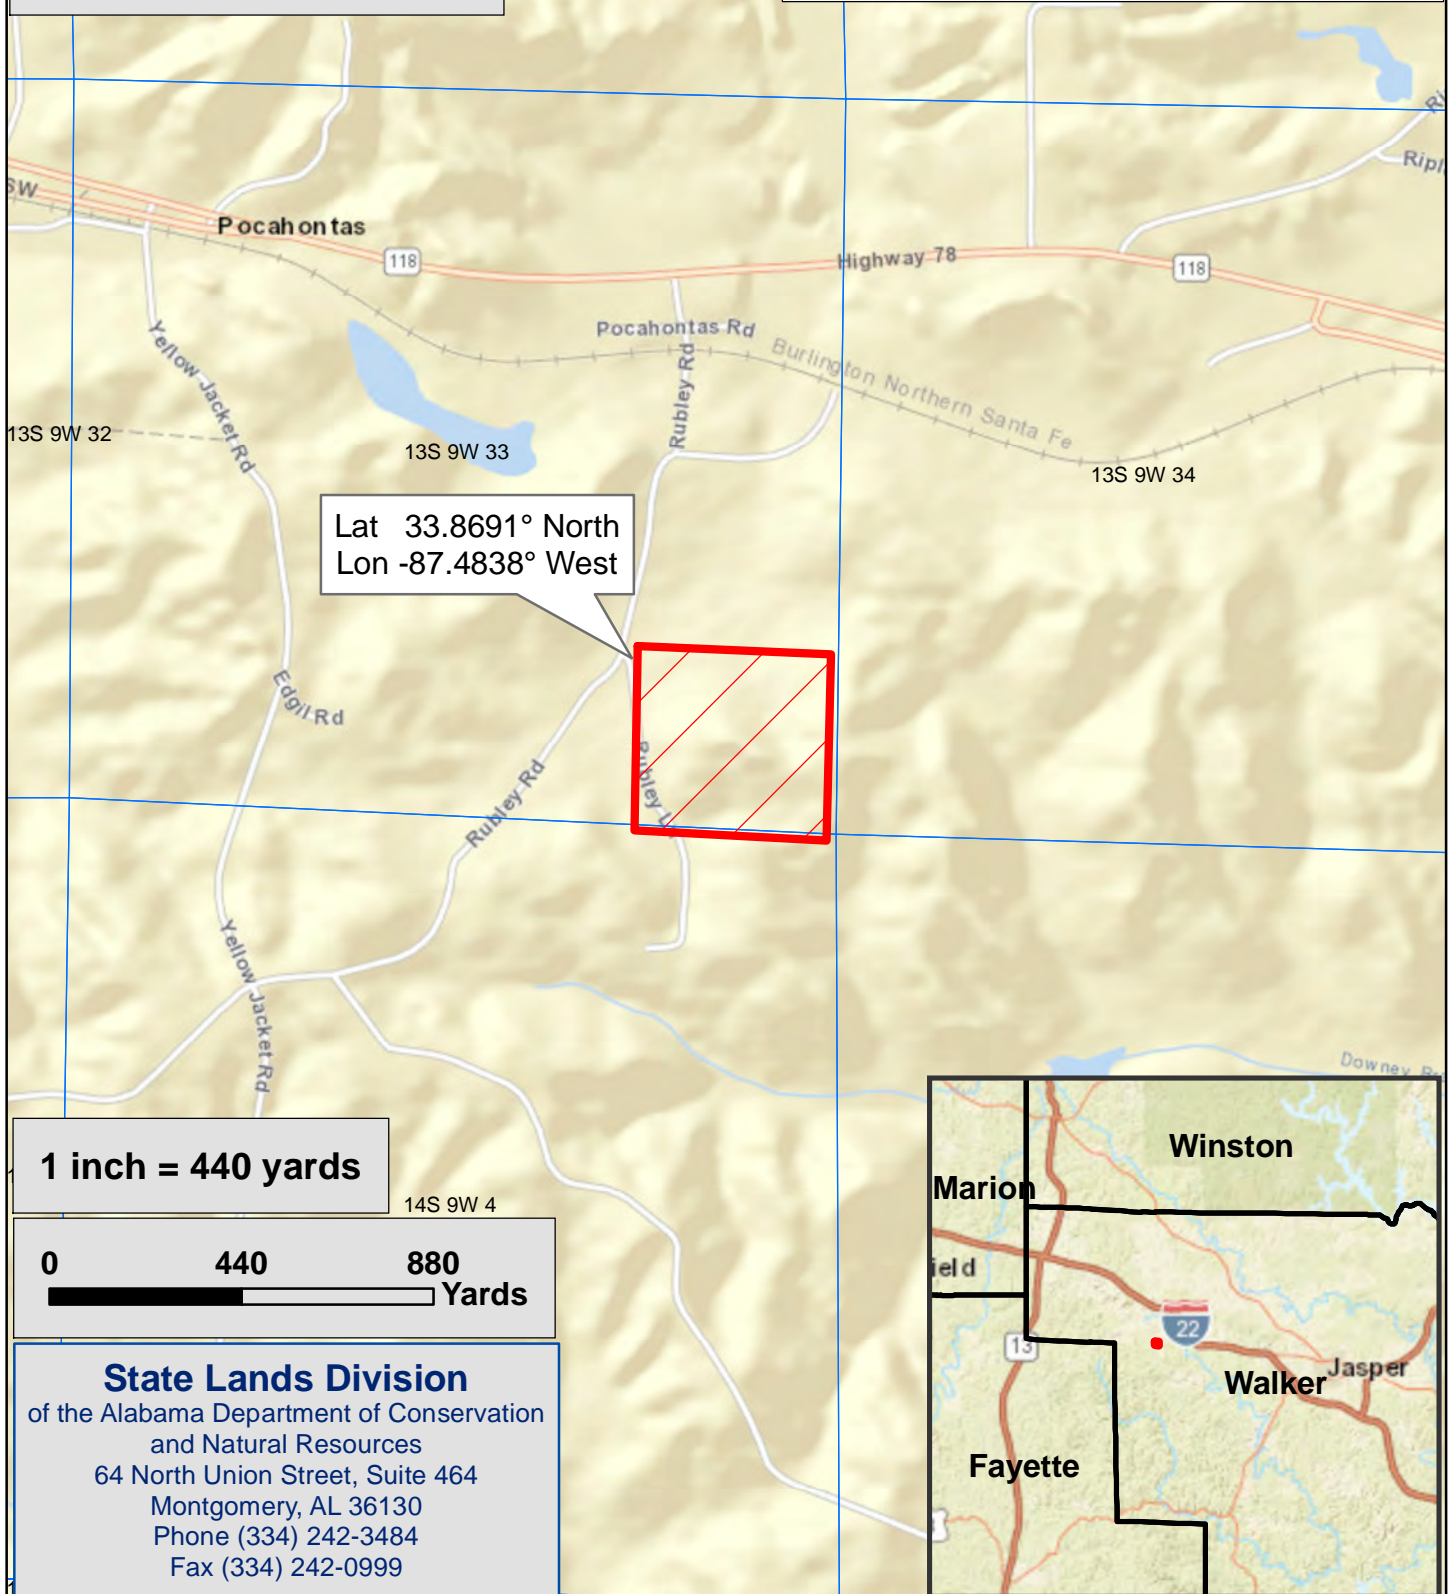 SW
Pocahontas
118
Highway 78
118
Pocahontas Rd
Burlington Northern Santa Fe
Yellow Jacket Rd
Rubley Rd
13S 9W 32
13S 9W 33
13S 9W 34
Lat 33.8691° North
Lon -87.4838° West
Edgil Rd
Rubley Rd
Rubley
Yellow Jacket Rd
Downey
1 inch = 440 yards
14S 9W 4
0 440 880
Yards
State Lands Division
of the Alabama Department of Conservation
and Natural Resources
64 North Union Street, Suite 464
Montgomery, AL 36130
Phone (334) 242-3484
Fax (334) 242-0999
Winston
Marion
ield
22
13
Jasper
Walker
Fayette